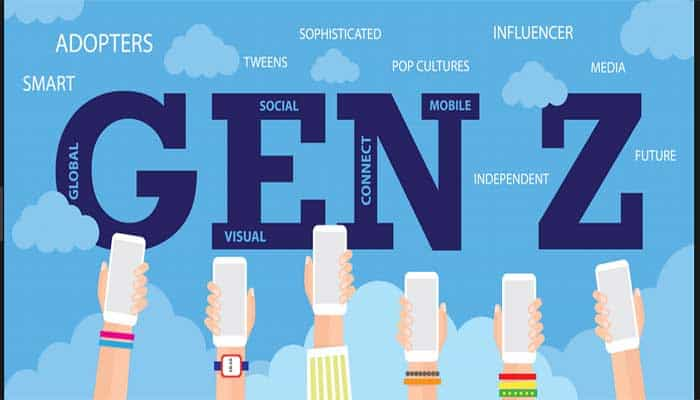 ADOPTERS
SOPHISTICATED
INFLUENCER
SMART
TWEENS
POP CULTURES
MEDIA
GEN Z
GLOBAL
SOCIAL
VISUAL
CONNECT
MOBILE
INDEPENDENT
FUTURE